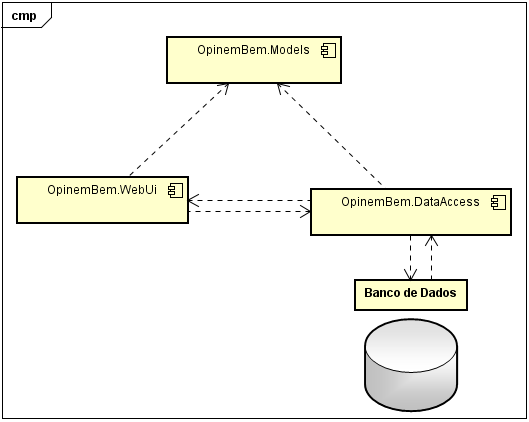 cmp
OpinemBem.Models
OpinemBem.WebUi
OpinemBem.DataAccess
Banco de Dados